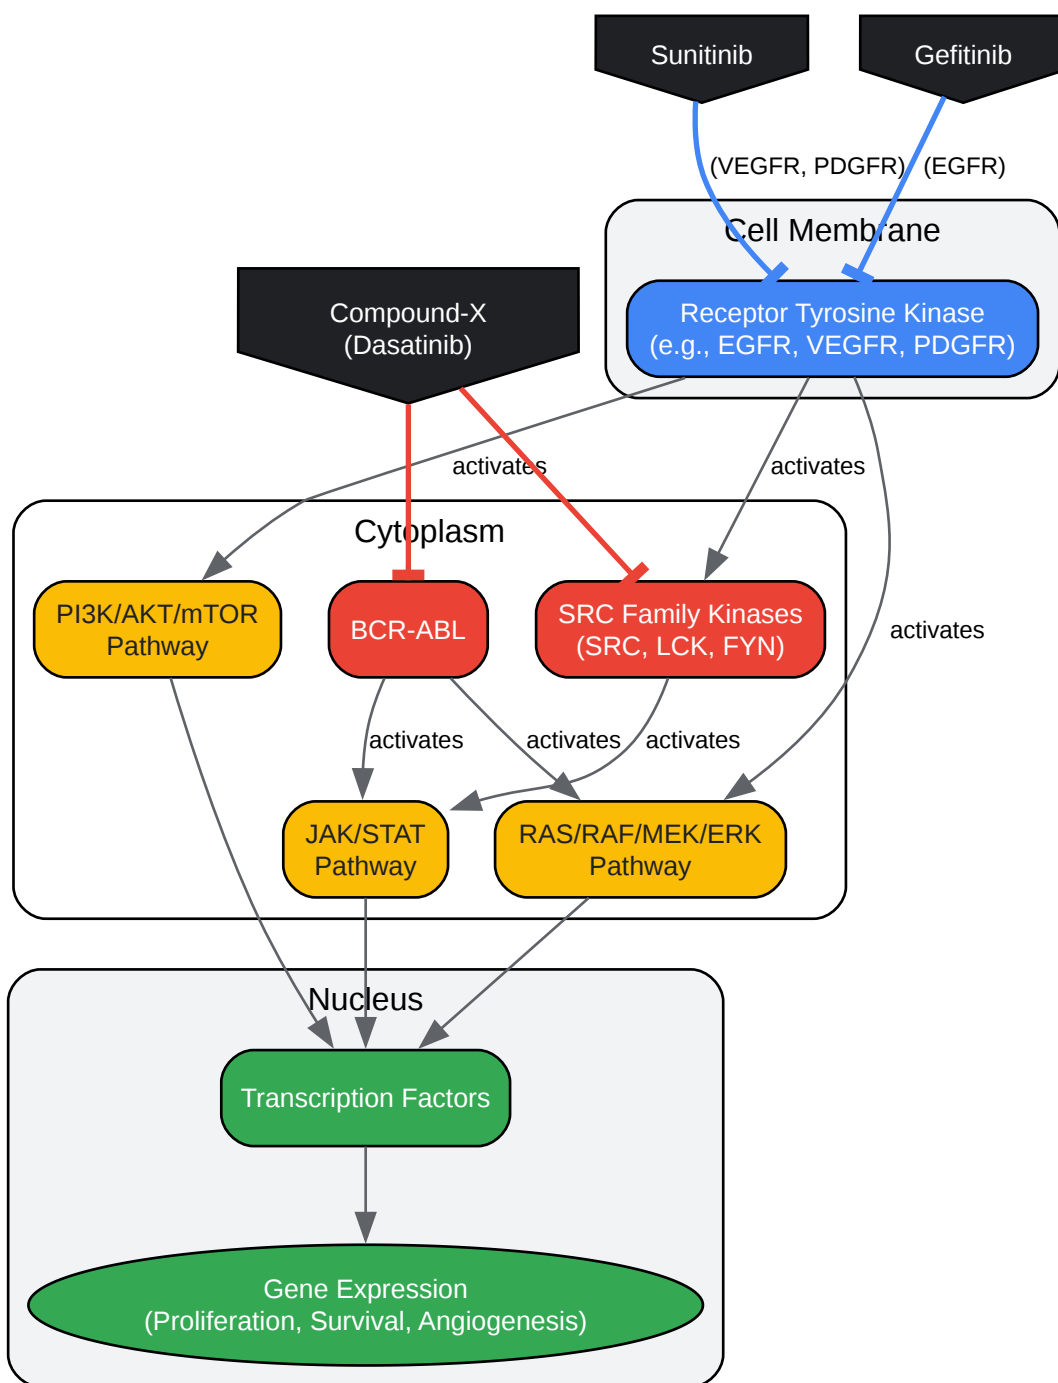 Sunitinib
Gefitinib
(VEGFR, PDGFR)
(EGFR)
Cell Membrane
Receptor Tyrosine Kinase
(e.g., EGFR, VEGFR, PDGFR)
Compound-X
(Dasatinib)
activates
activates
Cytoplasm
PI3K/AKT/mTOR
Pathway
BCR-ABL
SRC Family Kinases
(SRC, LCK, FYN)
activates
activates
activates
activates
JAK/STAT
Pathway
RAS/RAF/MEK/ERK
Pathway
Nucleus
Transcription Factors
Gene Expression
(Proliferation, Survival, Angiogenesis)